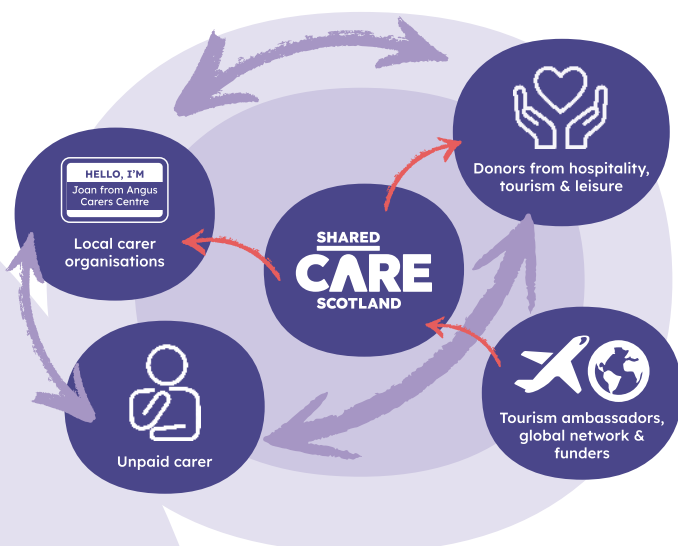 HELLO, I'M
Joan from Angus
Carers Centre
Local carer
organisations
Donors from hospitality,
tourism & leisure
SHARED
CARE
SCOTLAND
Unpaid carer
Tourism ambassadors,
global network &
funders